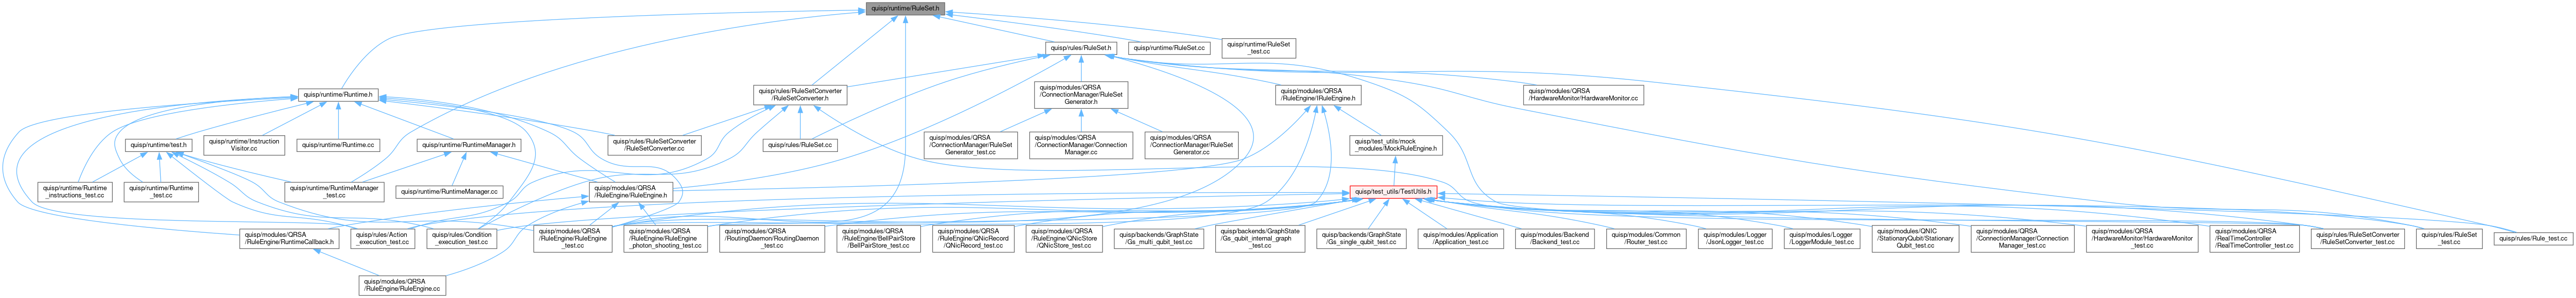 quisp/runtime/RuleSet.h
quisp/rules/RuleSet.h
quisp/runtime/RuleSet.cc
quisp/runtime/RuleSet
_test.cc
quisp/runtime/Runtime.h
quisp/rules/RuleSetConverter
/RuleSetConverter.h
quisp/modules/QRSA
/ConnectionManager/RuleSet
Generator.h
quisp/modules/QRSA
/RuleEngine/IRuleEngine.h
quisp/modules/QRSA
/HardwareMonitor/HardwareMonitor.cc
quisp/runtime/test.h
quisp/runtime/Instruction
Visitor.cc
quisp/runtime/Runtime.cc
quisp/runtime/RuntimeManager.h
quisp/rules/RuleSetConverter
/RuleSetConverter.cc
quisp/rules/RuleSet.cc
quisp/modules/QRSA
/ConnectionManager/RuleSet
Generator_test.cc
quisp/modules/QRSA
/ConnectionManager/Connection
Manager.cc
quisp/modules/QRSA
/ConnectionManager/RuleSet
Generator.cc
quisp/test_utils/mock
_modules/MockRuleEngine.h
quisp/runtime/Runtime
_instructions_test.cc
quisp/runtime/Runtime
_test.cc
quisp/runtime/RuntimeManager
_test.cc
quisp/runtime/RuntimeManager.cc
quisp/modules/QRSA
/RuleEngine/RuleEngine.h
quisp/test_utils/TestUtils.h
quisp/modules/QRSA
/RuleEngine/RuntimeCallback.h
quisp/rules/Action
_execution_test.cc
quisp/rules/Condition
_execution_test.cc
quisp/modules/QRSA
/RuleEngine/RuleEngine
_test.cc
quisp/modules/QRSA
/RuleEngine/RuleEngine
_photon_shooting_test.cc
quisp/modules/QRSA
/RoutingDaemon/RoutingDaemon
_test.cc
quisp/modules/QRSA
/RuleEngine/BellPairStore
/BellPairStore_test.cc
quisp/modules/QRSA
/RuleEngine/QNicRecord
/QNicRecord_test.cc
quisp/modules/QRSA
/RuleEngine/QNicStore
/QNicStore_test.cc
quisp/backends/GraphState
/Gs_multi_qubit_test.cc
quisp/backends/GraphState
/Gs_qubit_internal_graph
_test.cc
quisp/backends/GraphState
/Gs_single_qubit_test.cc
quisp/modules/Application
/Application_test.cc
quisp/modules/Backend
/Backend_test.cc
quisp/modules/Common
/Router_test.cc
quisp/modules/Logger
/JsonLogger_test.cc
quisp/modules/Logger
/LoggerModule_test.cc
quisp/modules/QNIC
/StationaryQubit/Stationary
Qubit_test.cc
quisp/modules/QRSA
/ConnectionManager/Connection
Manager_test.cc
quisp/modules/QRSA
/HardwareMonitor/HardwareMonitor
_test.cc
quisp/modules/QRSA
/RealTimeController
/RealTimeController_test.cc
quisp/rules/RuleSetConverter
/RuleSetConverter_test.cc
quisp/rules/RuleSet
_test.cc
quisp/rules/Rule_test.cc
quisp/modules/QRSA
/RuleEngine/RuleEngine.cc